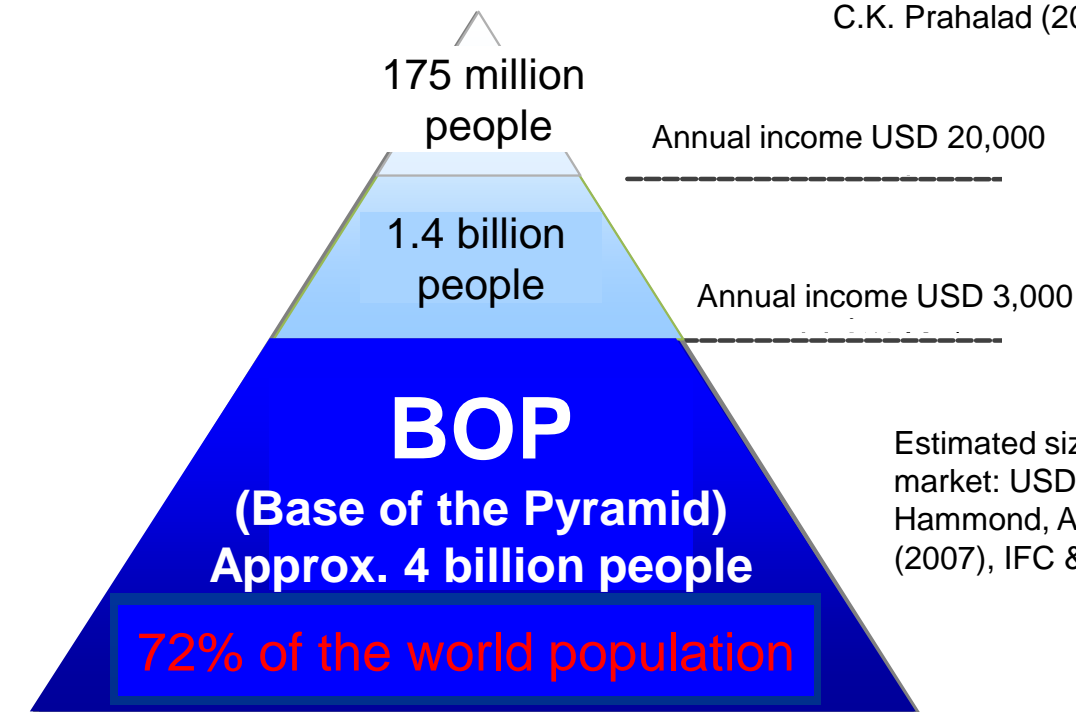 C.K. Prahalad (20
175 million
people
Annual income USD 20,000
1.4 billion
people
Annual income USD 3,000
BOP
(Base of the Pyramid)
Approx. 4 billion people
72% of the world population
Estimated siz
market: USD
Hammond, A
(2007), IFC &